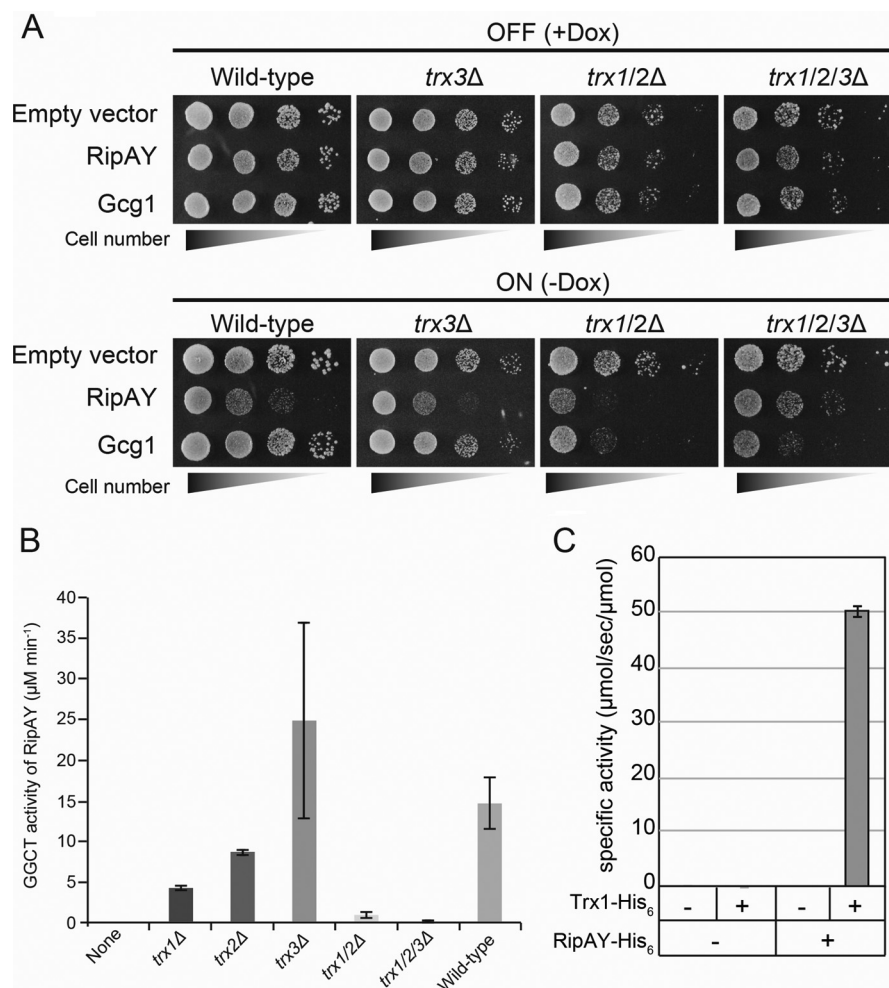 A
OFF (+Dox)
Wild-type trx3Δ trx1/2Δ trx1/2/3Δ
Empty vector
RipAY
Gcg1
Cell number
ON (-Dox)
Wild-type trx3Δ trx1/2Δ trx1/2/3Δ
Empty vector
RipAY
Gcg1
Cell number
B
GGCT activity of RipAY (μM min⁻¹)
40
35
30
25
20
15
10
5
0
None trx1Δ trx2Δ trx3Δ trx1/2Δ trx1/2/3Δ Wild-type
C
specific activity (μmol/sec/μmol)
60
50
40
30
20
10
0
Trx1-His₆ - + - +
RipAY-His₆ - +